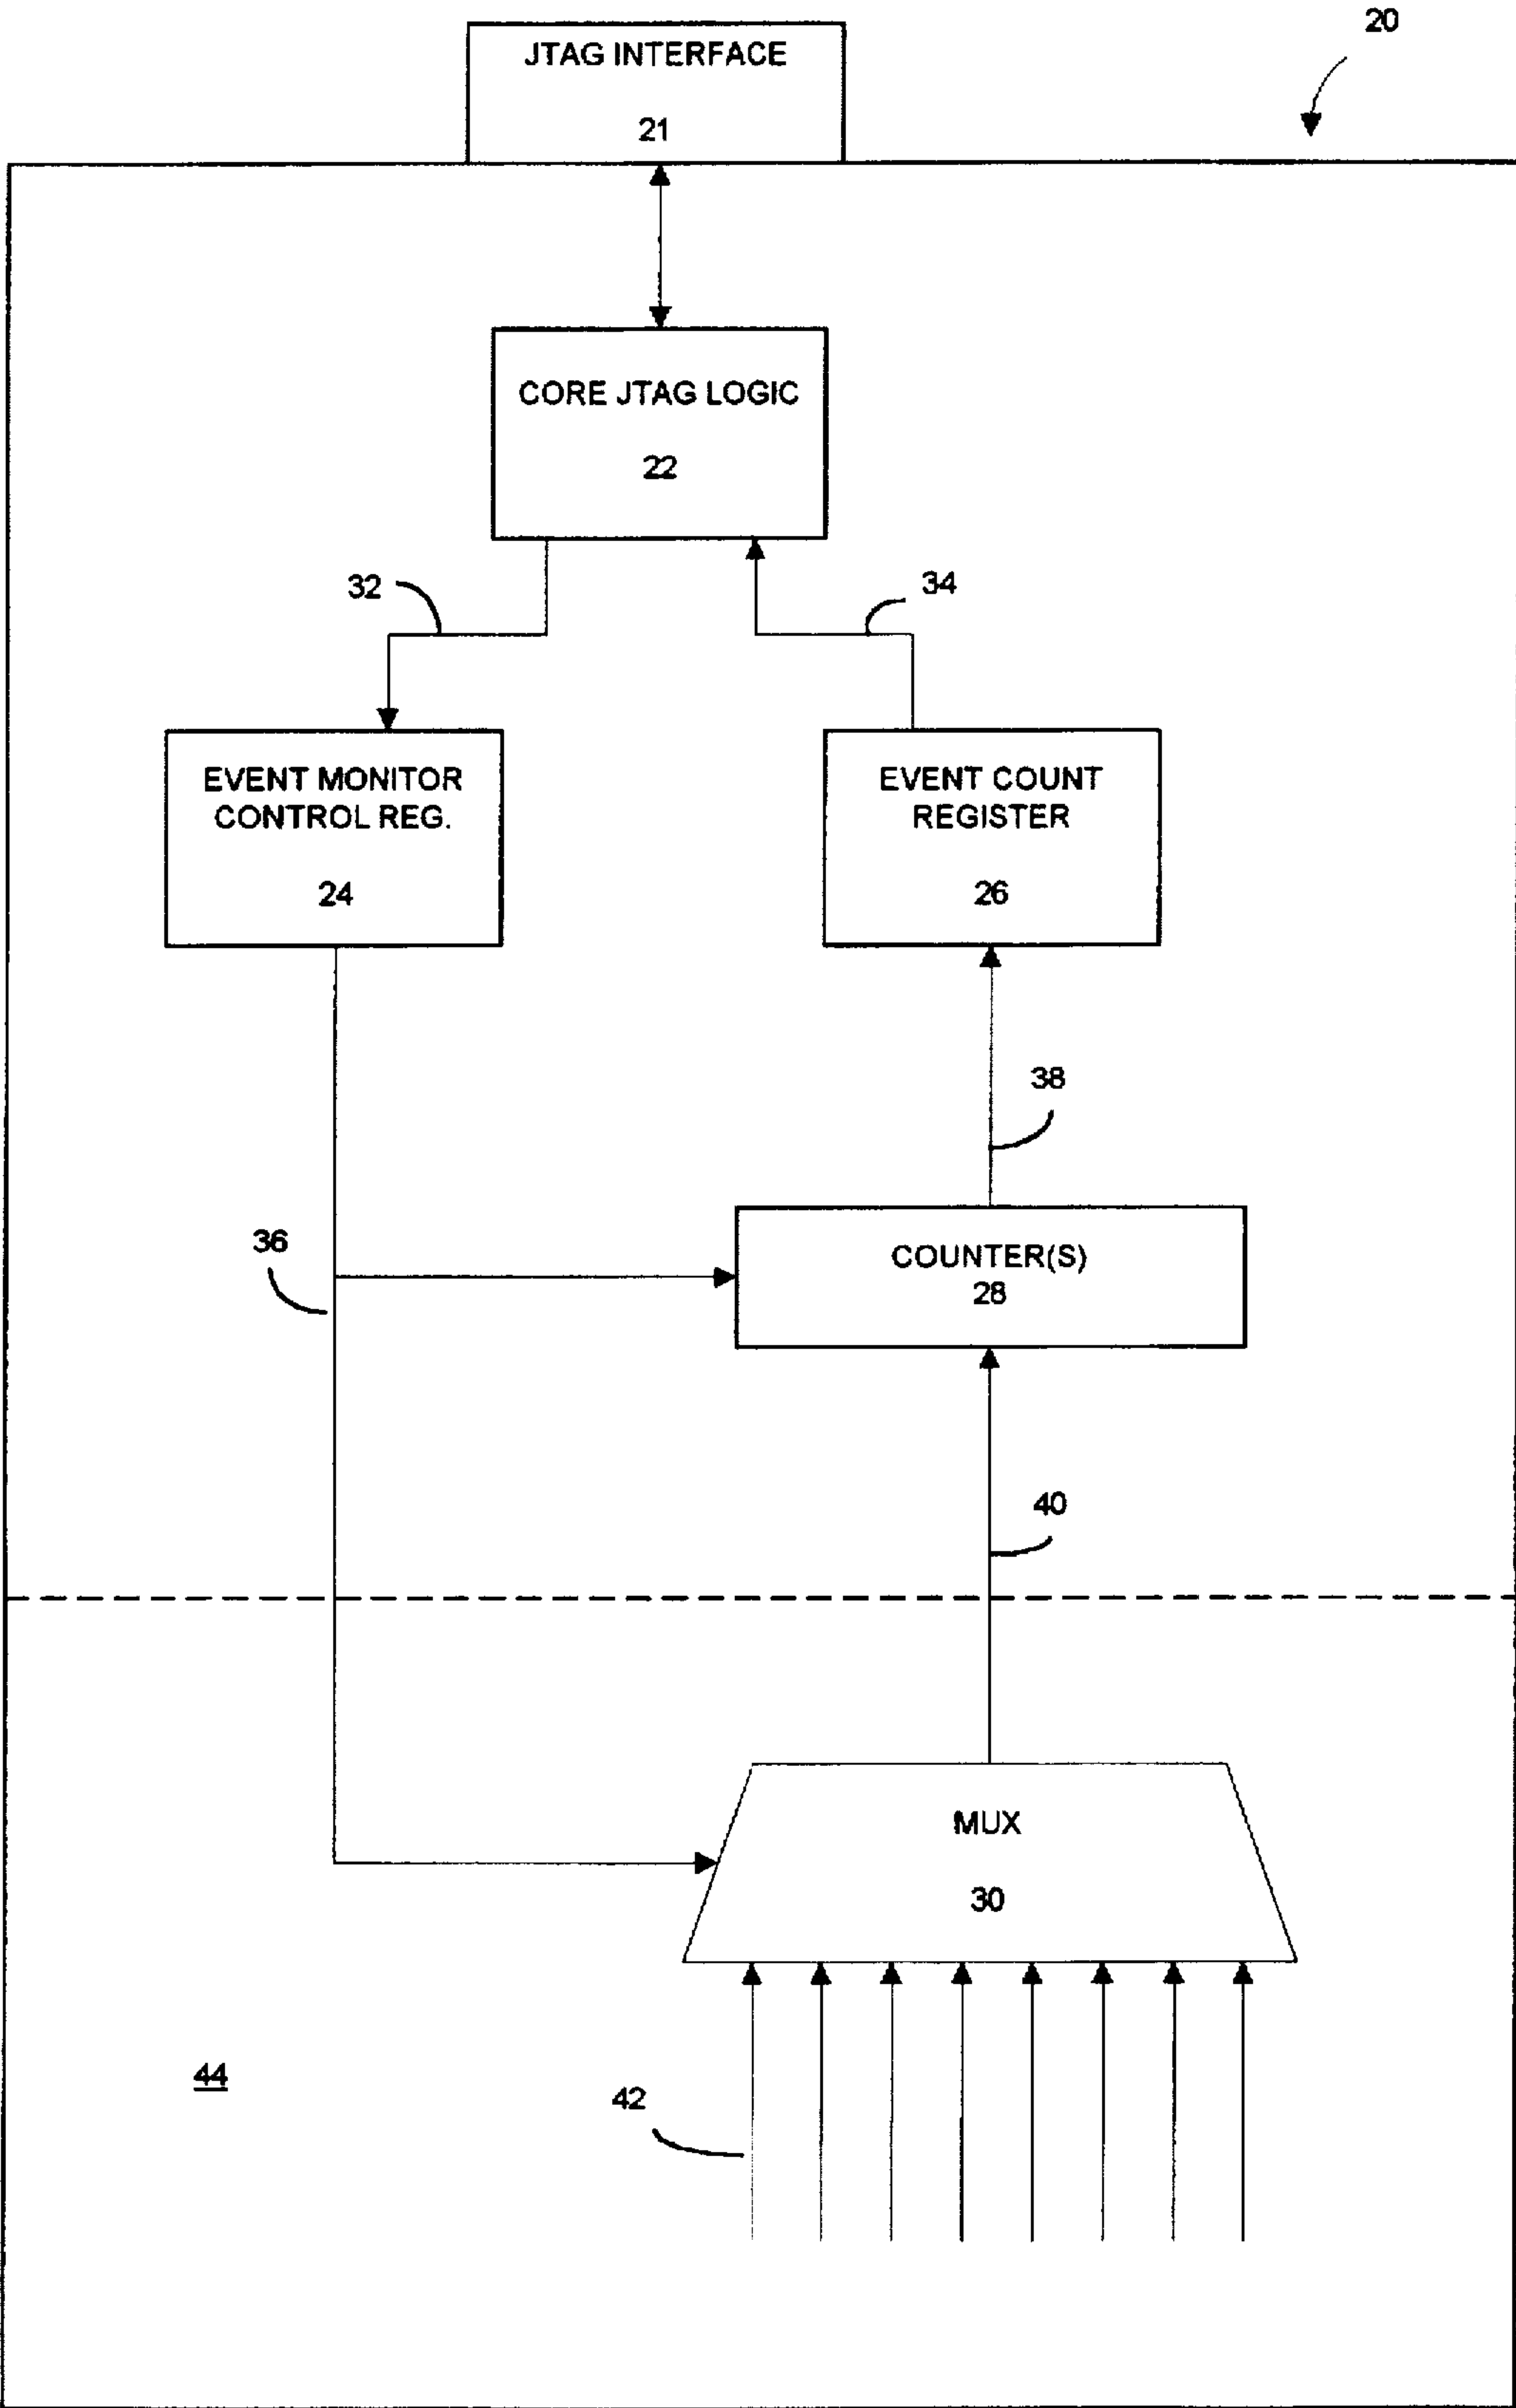 20
JTAG INTERFACE
21
CORE JTAG LOGIC
22
32
34
EVENT MONITOR
CONTROL REG.
24
EVENT COUNT
REGISTER
26
38
36
COUNTER(S)
28
40
MUX
30
44
42